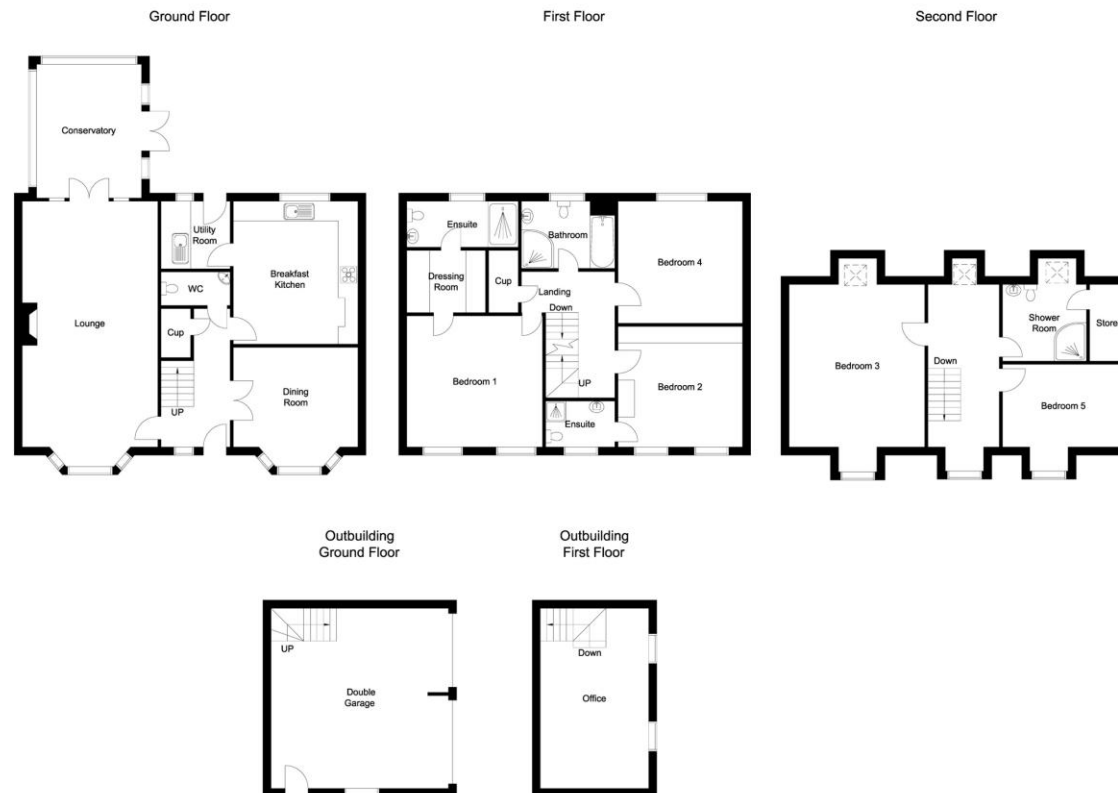 Ground Floor
Conservatory
Utility
Room
Breakfast
Kitchen
WC
Lounge
Cup
UP
Dining
Room
First Floor
Ensuite
Bathroom
Dressing
Room
Cup
Landing
Down
Bedroom 4
Bedroom 1
Bedroom 2
UP
Ensuite
Second Floor
Shower
Room
Store
Bedroom 3
Down
Bedroom 5
Outbuilding
Ground Floor
UP
Double
Garage
Outbuilding
First Floor
Down
Office